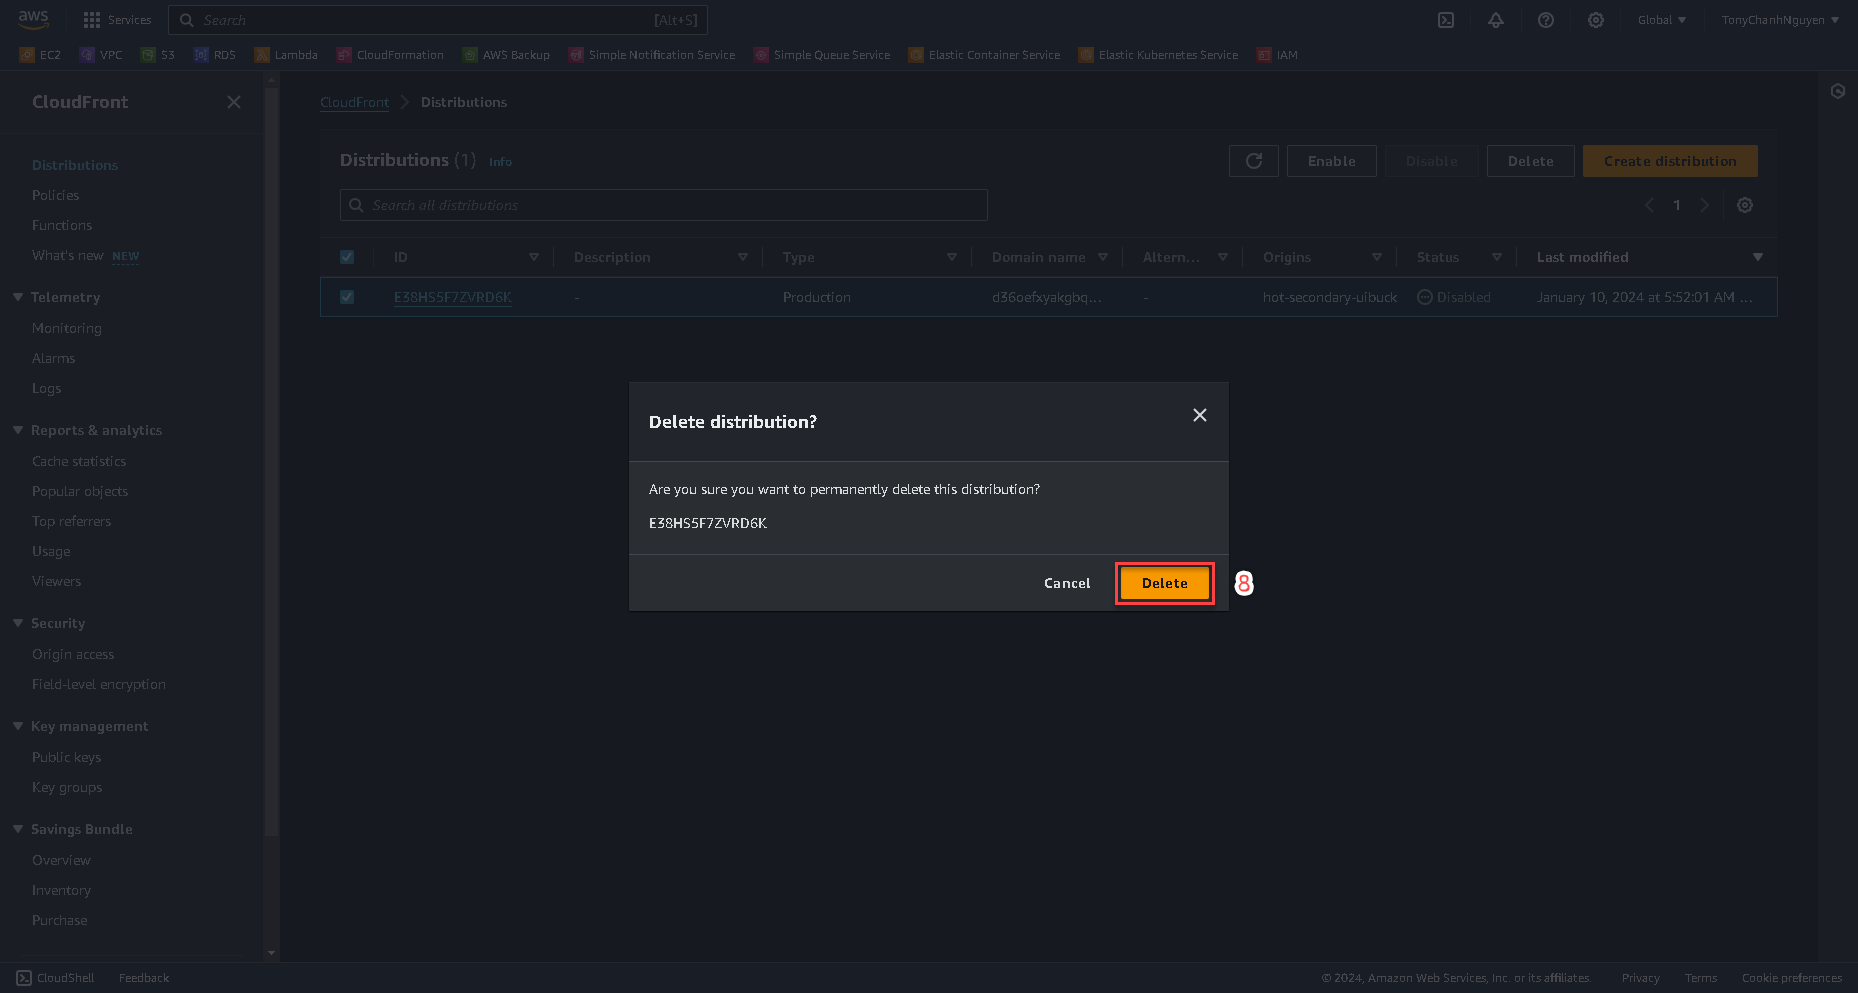 aws
Services
Search
[Alt+S]
Global
TonyChanhNguyen
EC2
VPC
S3
RDS
Lambda
CloudFormation
AWS Backup
Simple Notification Service
Simple Queue Service
Elastic Container Service
Elastic Kubernetes Service
IAM
CloudFront
Distributions
Policies
Functions
What's new NEW
Telemetry
Monitoring
Alarms
Logs
Reports & analytics
Cache statistics
Popular objects
Top referrers
Usage
Viewers
Security
Origin access
Field-level encryption
Key management
Public keys
Key groups
Savings Bundle
Overview
Inventory
Purchase
CloudFront Distributions
Distributions (1) Info
Enable
Disable
Delete
Create distribution
Search all distributions
1
ID
Description
Type
Domain name
Altern...
Origins
Status
Last modified
E38HS5F7ZVRD6K
-
Production
d36oefxyakgbq...
-
hot-secondary-uibuck
Disabled
January 10, 2024 at 5:52:01 AM ...
Delete distribution?
Are you sure you want to permanently delete this distribution?
E38HS5F7ZVRD6K
Cancel
Delete
8
CloudShell
Feedback
© 2024, Amazon Web Services, Inc. or its affiliates.
Privacy
Terms
Cookie preferences